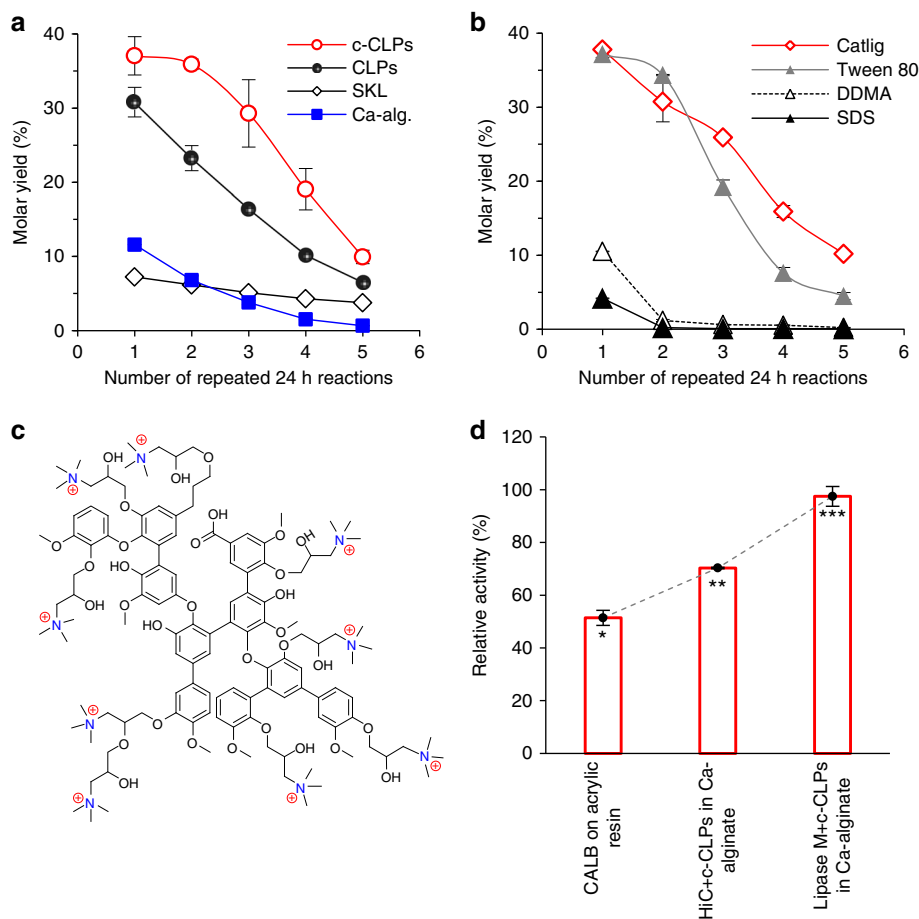 a
40
30
20
10
0
Molar yield (%)
0 1 2 3 4 5 6
Number of repeated 24 h reactions
c-CLPs
CLPs
SKL
Ca-alg.
b
40
30
20
10
0
Molar yield (%)
0 1 2 3 4 5 6
Number of repeated 24 h reactions
Catlig
Tween 80
DDMA
SDS
c
N
⊕
OH
O
N
⊕
OH
O
O
O
O
O
N
⊕
OH
HO
O
O
HO
O
OH
O
O
O
OH
N
⊕
OH
O
O
O
OH
N
⊕
O
O
OH
N
⊕
O
O
OH
N
⊕
O
O
N
⊕
O
OH
N
⊕
d
120
100
80
60
40
20
0
Relative activity (%)
*
**
***
CALB on acrylic
resin
HiC+c-CLPs in Ca-
alginate
Lipase M+c-CLPs
in Ca-alginate